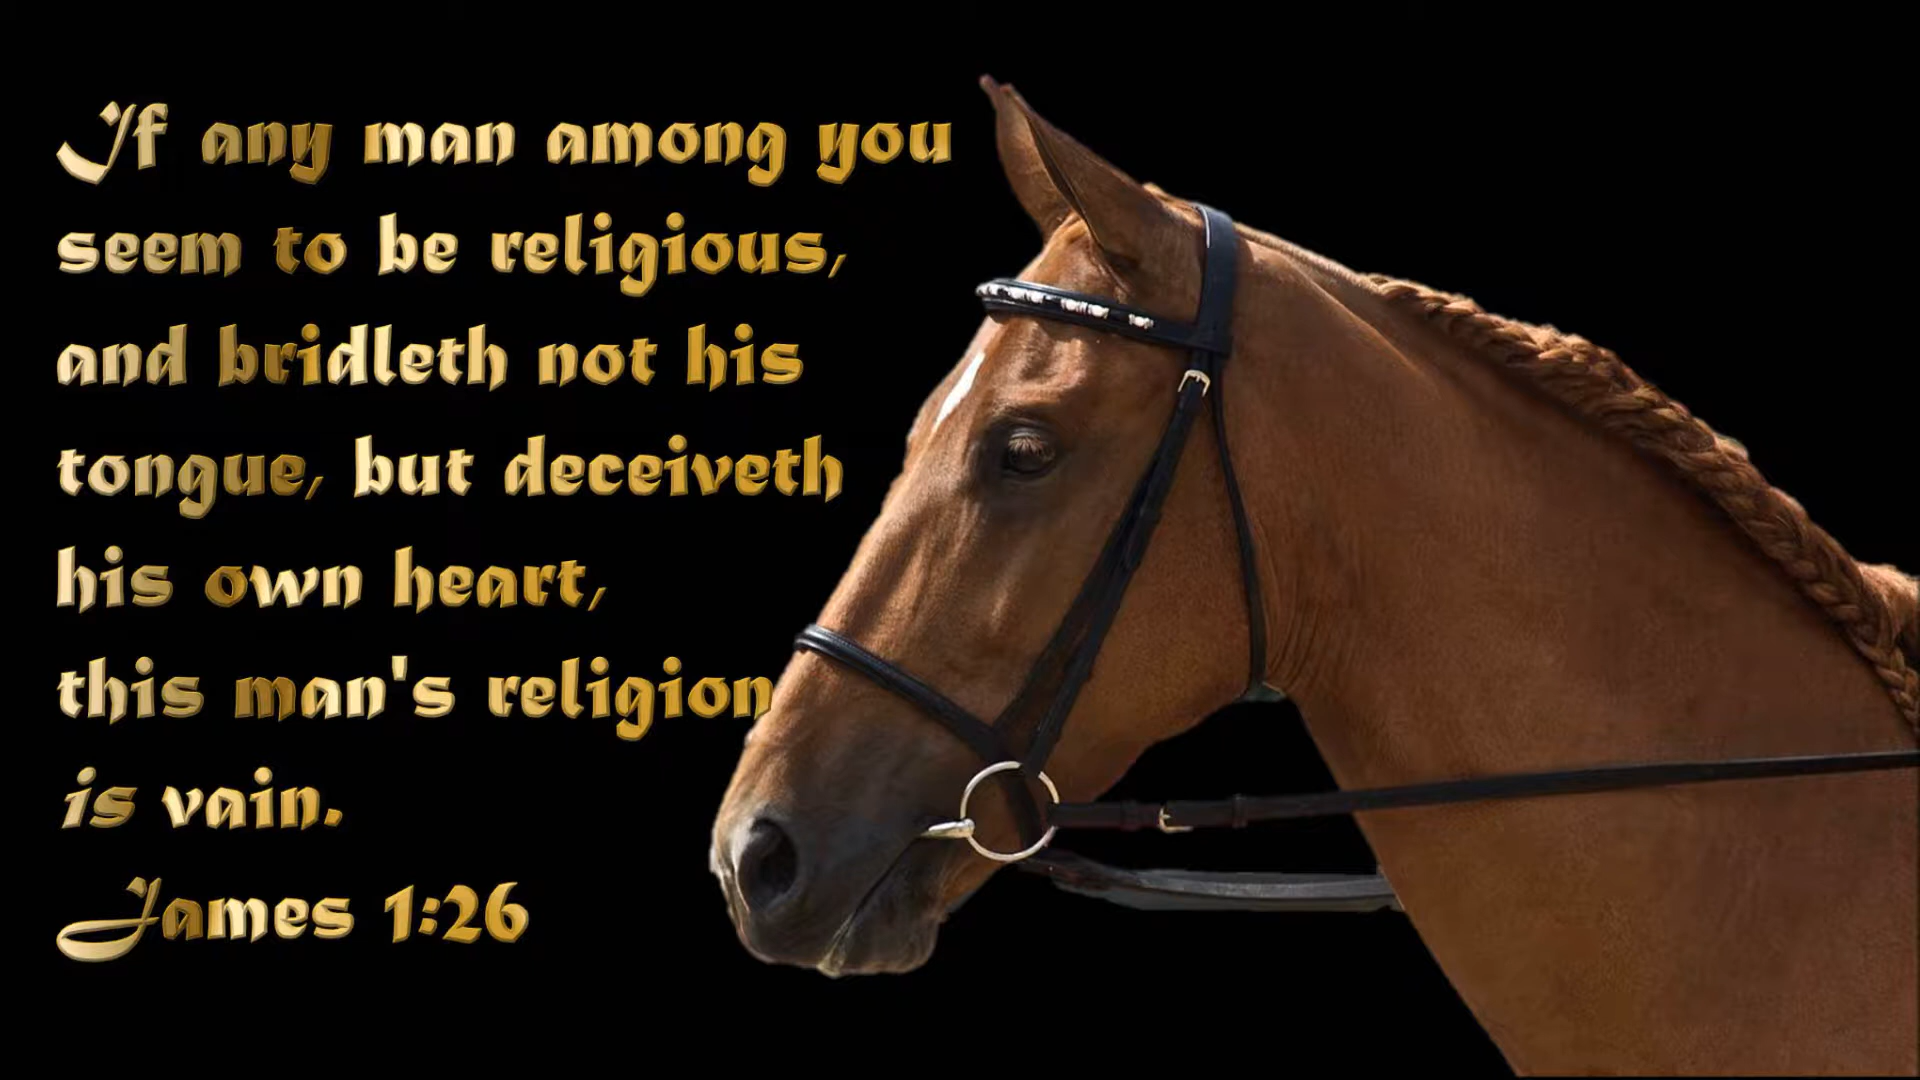 If any man among you
seem to be religious,
and bridleth not his
tongue, but deceiveth
his own heart,
this man's religion
is vain.
James 1:26